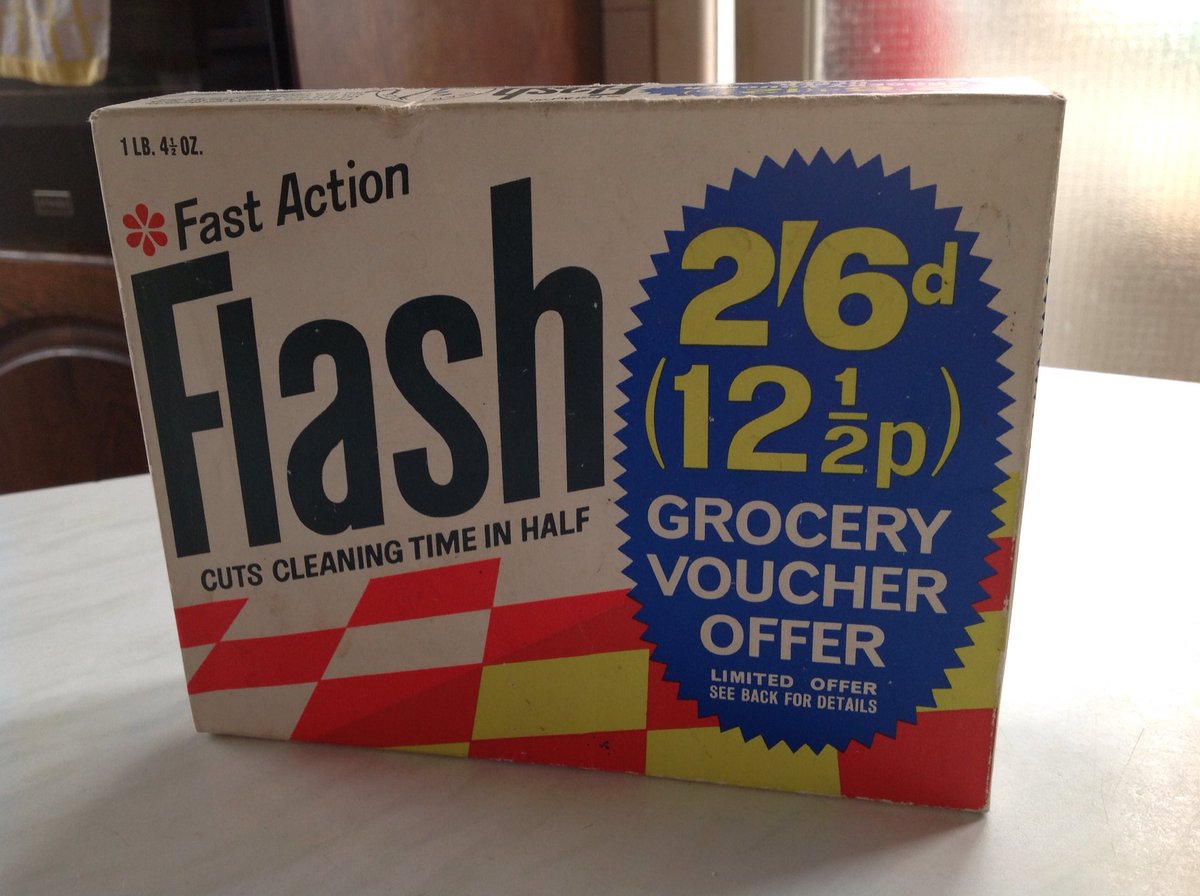 1 LB. 4½ OZ.
Fast Action
Flash
CUTS CLEANING TIME IN HALF
2/6d
(12½p)
GROCERY
VOUCHER
OFFER
LIMITED OFFER
SEE BACK FOR DETAILS
Flash